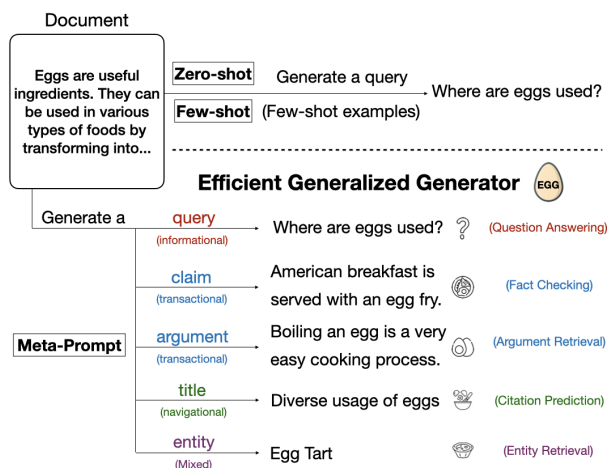 Document
Eggs are useful
ingredients. They can
be used in various
types of foods by
transforming into...
Zero-shot Generate a query
Few-shot (Few-shot examples)
Where are eggs used?
Efficient Generalized Generator EGG
Generate a query Where are eggs used? (Question Answering)
(informational)
claim American breakfast is
(transactional) served with an egg fry.
(Fact Checking)
Meta-Prompt
argument Boiling an egg is a very
(transactional) easy cooking process.
(Argument Retrieval)
title Diverse usage of eggs (Citation Prediction)
(navigational)
entity Egg Tart (Entity Retrieval)
(Mixed)